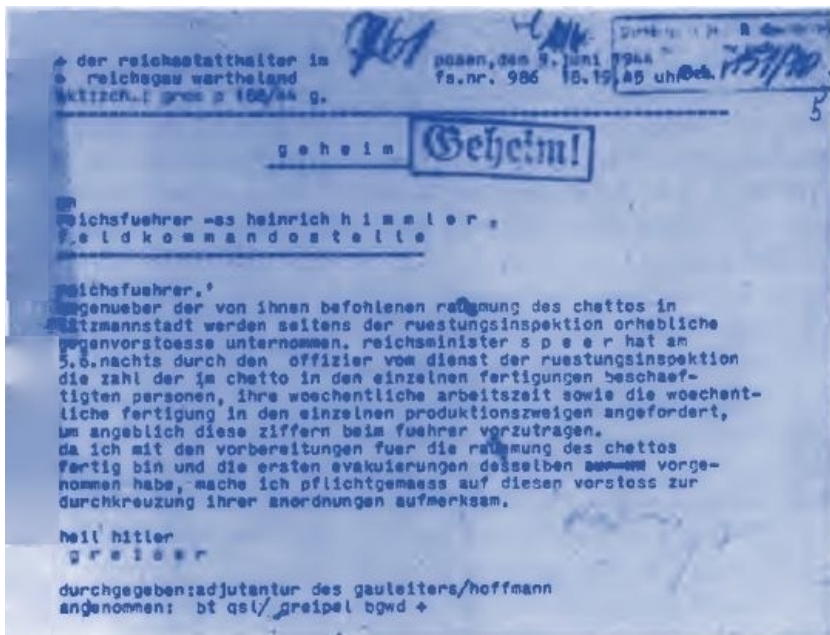 + der reichsstatthalter im
+ reichsgau wartheland
posen,den 9.juni 1944
fs.nr. 986 18.19.45 uhr
g e h e i m
Geheim!
5
reichsfuehrer -ss heinrich h i m m l e r ,
f e l d k o m m a n d o s t e l l e
reichsfuehrer,
gegenueber der von ihnen befohlenen raeumung des ghettos in
litzmannstadt werden seitens der ruestungsinspektion erhebliche
gegenvorstoesse unternommen. reichsminister s p e e r hat am
5.6.nachts durch den offizier vom dienst der ruestungsinspektion
die zahl der im ghetto in den einzelnen fertigungen beschaef-
tigten personen, ihre woechentliche arbeitszeit sowie die woechent-
liche fertigung in den einzelnen produktionszweigen angefordert,
um angeblich diese ziffern beim fuehrer vorzutragen.
da ich mit den vorbereitungen fuer die raeumung des ghettos
fertig bin und die ersten evakuierungen desselben vorge-
nommen habe, mache ich pflichtgemaess auf diesen vorstoss zur
durchkreuzung ihrer anordnungen aufmerksam.
heil hitler
g r e i s e r
durchgegeben:adjutantur des gauleiters/hoffmann
angenommen: bt qsl/ greipel bgwd +